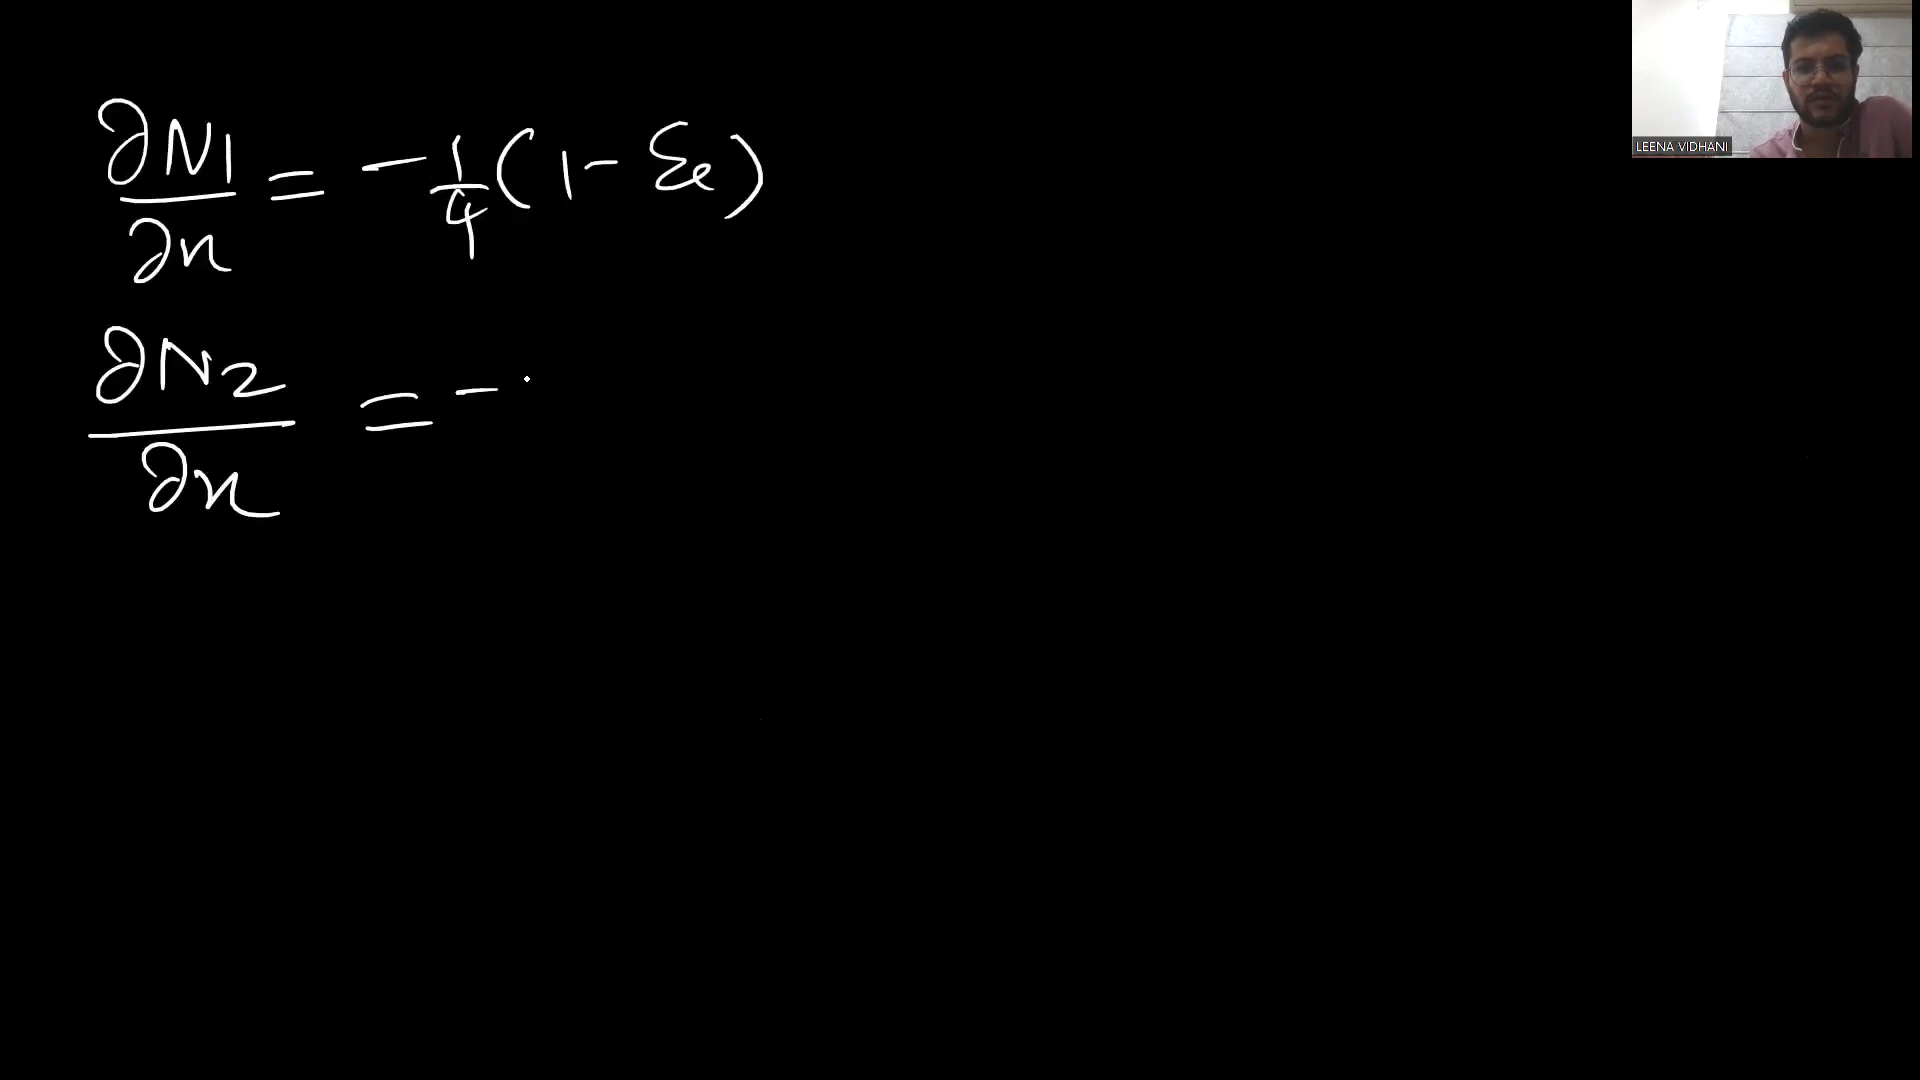 ∂N1/∂n = -1/4(1-ξe)
∂N2/∂n = -
LEENA VIDHANI